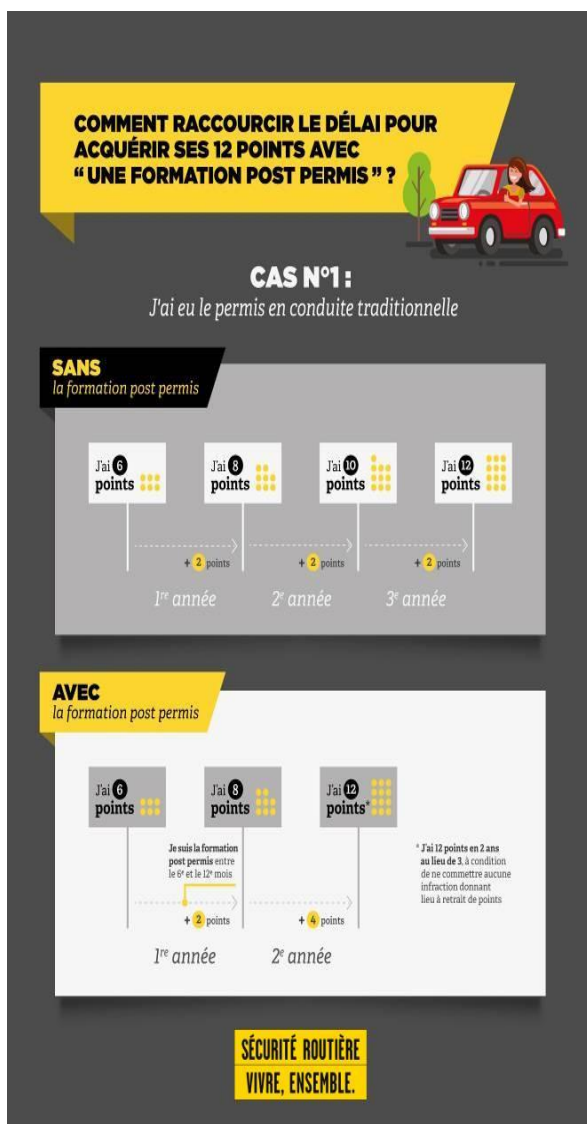 COMMENT RACCOURCIR LE DÉLAI POUR
ACQUÉRIR SES 12 POINTS AVEC
“ UNE FORMATION POST PERMIS ” ?
CAS N°1 :
J'ai eu le permis en conduite traditionnelle
SANS
la formation post permis
J'ai 6
points
J'ai 8
points
J'ai 10
points
J'ai 12
points
+ 2 points
+ 2 points
+ 2 points
1re année
2e année
3e année
AVEC
la formation post permis
J'ai 6
points
J'ai 8
points
J'ai 12
points*
Je suis la formation
post permis entre
le 6e et le 12e mois
* J'ai 12 points en 2 ans
au lieu de 3, à condition
de ne commettre aucune
infraction donnant
lieu à retrait de points
+ 2 points
+ 4 points
1re année
2e année
SÉCURITÉ ROUTIÈRE
VIVRE, ENSEMBLE.